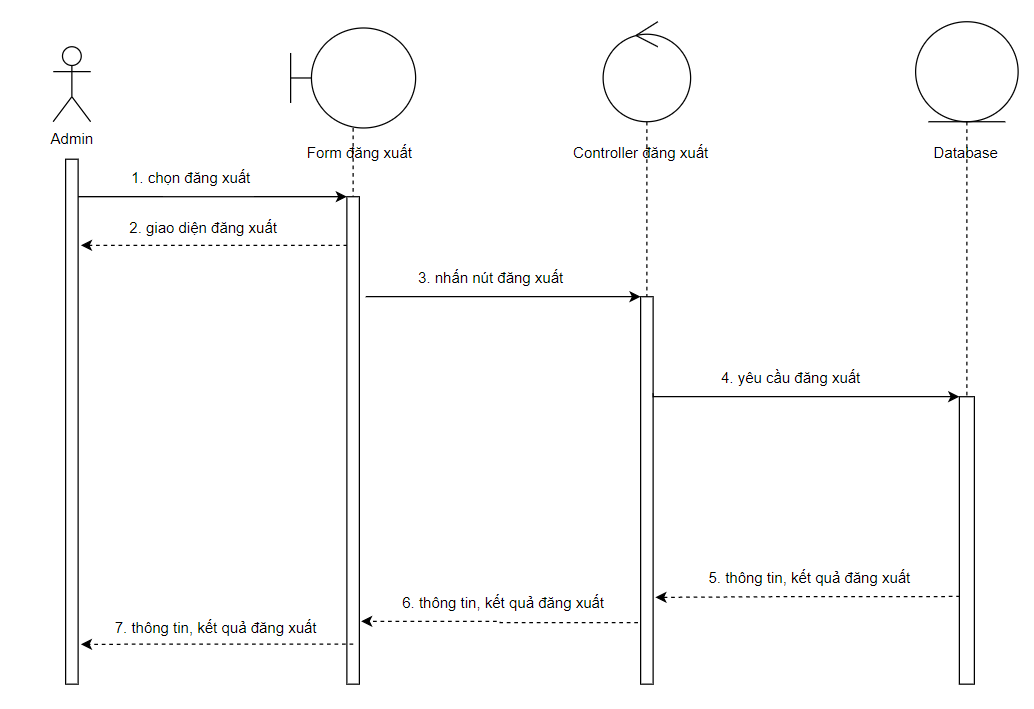 Admin
Form đăng xuất
Controller đăng xuất
Database
1. chọn đăng xuất
2. giao diện đăng xuất
3. nhấn nút đăng xuất
4. yêu cầu đăng xuất
5. thông tin, kết quả đăng xuất
6. thông tin, kết quả đăng xuất
7. thông tin, kết quả đăng xuất